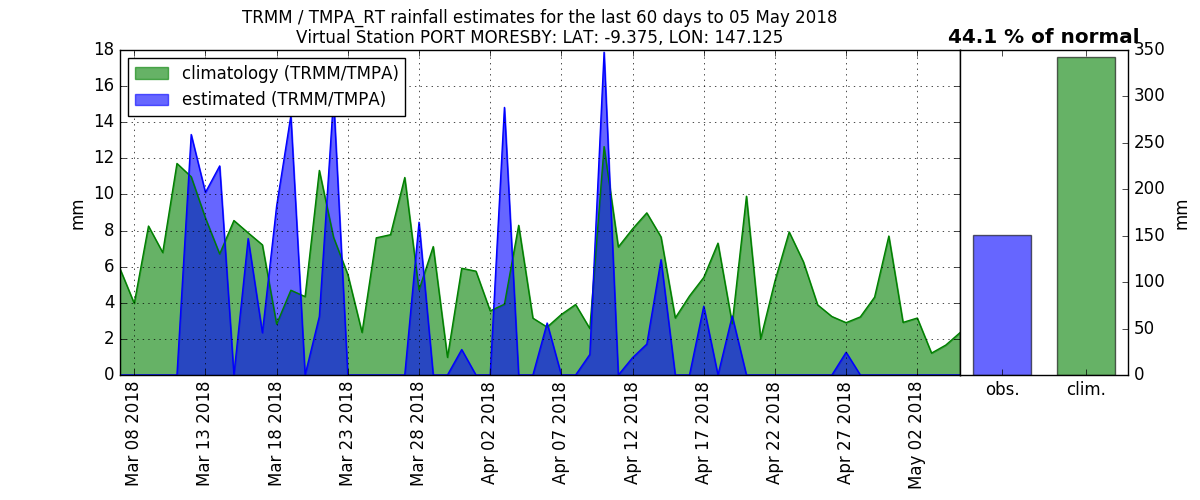 TRMM / TMPA_RT rainfall estimates for the last 60 days to 05 May 2018
Virtual Station PORT MORESBY: LAT: -9.375, LON: 147.125
44.1 % of normal
climatology (TRMM/TMPA)
estimated (TRMM/TMPA)
mm
18
16
14
12
10
8
6
4
2
0
Mar 08 2018
Mar 13 2018
Mar 18 2018
Mar 23 2018
Mar 28 2018
Apr 02 2018
Apr 07 2018
Apr 12 2018
Apr 17 2018
Apr 22 2018
Apr 27 2018
May 02 2018
obs.
clim.
350
300
250
200
150
100
50
0
mm